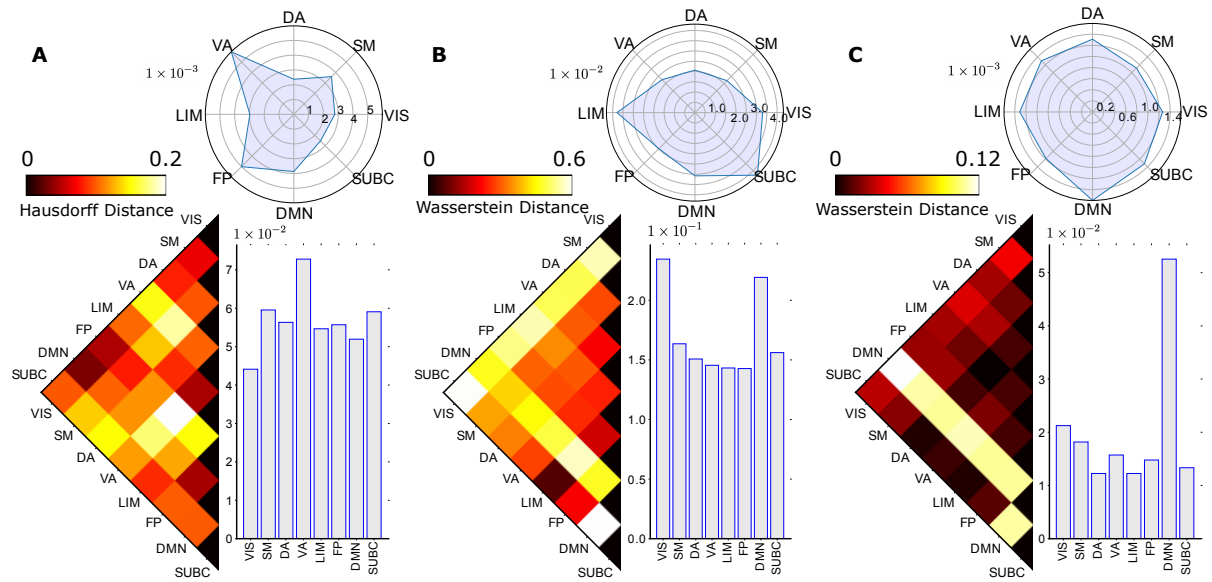 A
DA
VA
SM
1 × 10⁻³
LIM
1
2
3
4
5
VIS
FP
SUBC
DMN
0
0.2
Hausdorff Distance
VIS
SM
DA
VA
LIM
FP
DMN
SUBC
VIS
SM
DA
VA
LIM
FP
DMN
SUBC
1 × 10⁻²
7
6
5
4
3
2
1
0
VIS
SM
DA
VA
LIM
FP
DMN
SUBC
B
DA
VA
SM
1 × 10⁻²
LIM
1.0
2.0
3.0
4.0
VIS
FP
SUBC
DMN
0
0.6
Wasserstein Distance
VIS
SM
DA
VA
LIM
FP
DMN
SUBC
VIS
SM
DA
VA
LIM
FP
DMN
SUBC
1 × 10⁻¹
2.0
1.5
1.0
0.5
0.0
VIS
SM
DA
VA
LIM
FP
DMN
SUBC
C
DA
VA
SM
1 × 10⁻³
LIM
0.2
0.6
1.0
1.4
VIS
FP
SUBC
DMN
0
0.12
Wasserstein Distance
VIS
SM
DA
VA
LIM
FP
DMN
SUBC
VIS
SM
DA
VA
LIM
FP
DMN
SUBC
1 × 10⁻²
5
4
3
2
1
0
VIS
SM
DA
VA
LIM
FP
DMN
SUBC